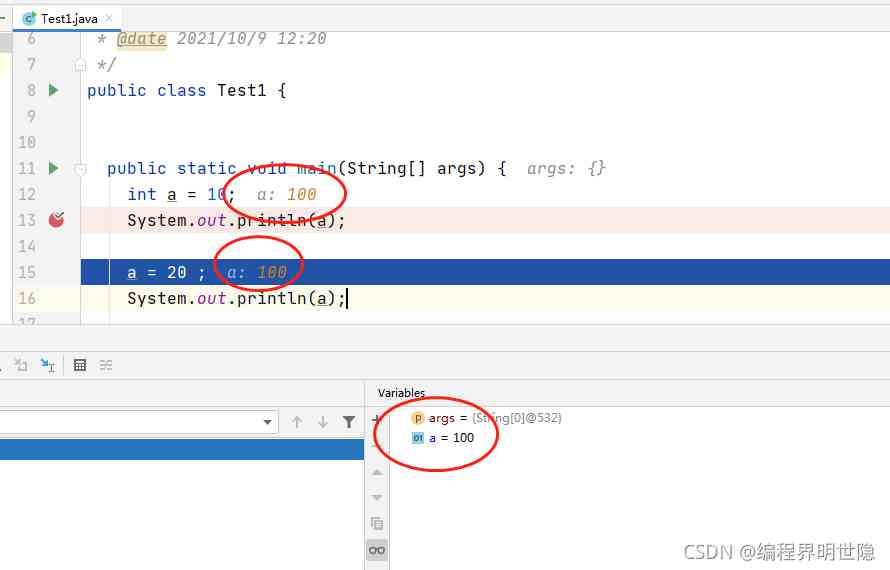 Test1.java
6 * @date 2021/10/9 12:20
7 */
8 public class Test1 {
9
10
11 public static void main(String[] args) { args: {}
12 int a = 10; a: 100
13 System.out.println(a);
14
15 a = 20 ; a: 100
16 System.out.println(a);
17
Variables
p args = {String[0]@532}
01 a = 100
CSDN @编程界明世隐